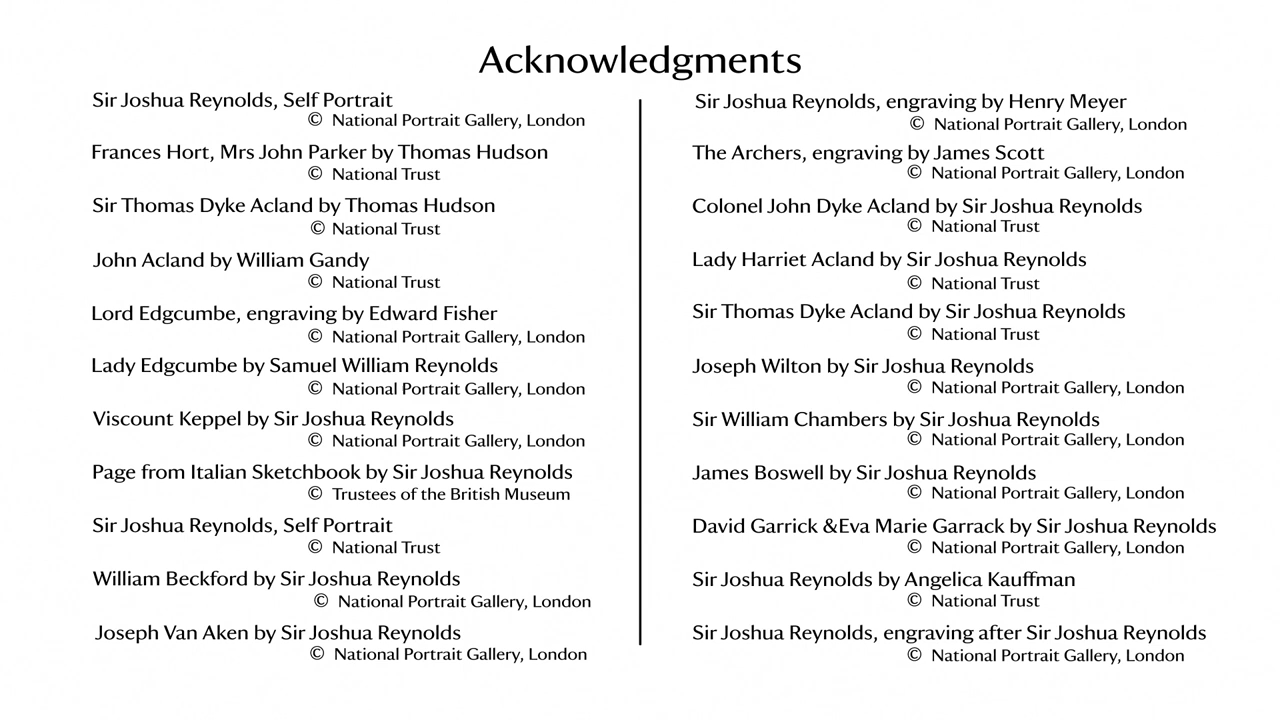 Acknowledgments
Sir Joshua Reynolds, Self Portrait
© National Portrait Gallery, London
Frances Hort, Mrs John Parker by Thomas Hudson
© National Trust
Sir Thomas Dyke Acland by Thomas Hudson
© National Trust
John Acland by William Gandy
© National Trust
Lord Edgcumbe, engraving by Edward Fisher
© National Portrait Gallery, London
Lady Edgcumbe by Samuel William Reynolds
© National Portrait Gallery, London
Viscount Keppel by Sir Joshua Reynolds
© National Portrait Gallery, London
Page from Italian Sketchbook by Sir Joshua Reynolds
© Trustees of the British Museum
Sir Joshua Reynolds, Self Portrait
© National Trust
William Beckford by Sir Joshua Reynolds
© National Portrait Gallery, London
Joseph Van Aken by Sir Joshua Reynolds
© National Portrait Gallery, London
Sir Joshua Reynolds, engraving by Henry Meyer
© National Portrait Gallery, London
The Archers, engraving by James Scott
© National Portrait Gallery, London
Colonel John Dyke Acland by Sir Joshua Reynolds
© National Trust
Lady Harriet Acland by Sir Joshua Reynolds
© National Trust
Sir Thomas Dyke Acland by Sir Joshua Reynolds
© National Trust
Joseph Wilton by Sir Joshua Reynolds
© National Portrait Gallery, London
Sir William Chambers by Sir Joshua Reynolds
© National Portrait Gallery, London
James Boswell by Sir Joshua Reynolds
© National Portrait Gallery, London
David Garrick &Eva Marie Garrack by Sir Joshua Reynolds
© National Portrait Gallery, London
Sir Joshua Reynolds by Angelica Kauffman
© National Trust
Sir Joshua Reynolds, engraving after Sir Joshua Reynolds
© National Portrait Gallery, London